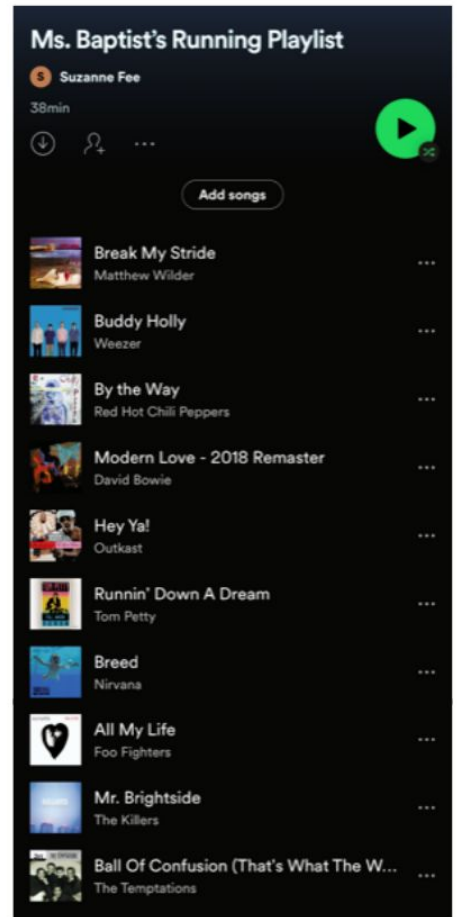 Ms. Baptist's Running Playlist
S Suzanne Fee
38min
Add songs
Break My Stride
Matthew Wilder
Buddy Holly
Weezer
By the Way
Red Hot Chili Peppers
Modern Love - 2018 Remaster
David Bowie
Hey Ya!
Outkast
Runnin' Down A Dream
Tom Petty
Breed
Nirvana
All My Life
Foo Fighters
Mr. Brightside
The Killers
Ball Of Confusion (That's What The W...
The Temptations